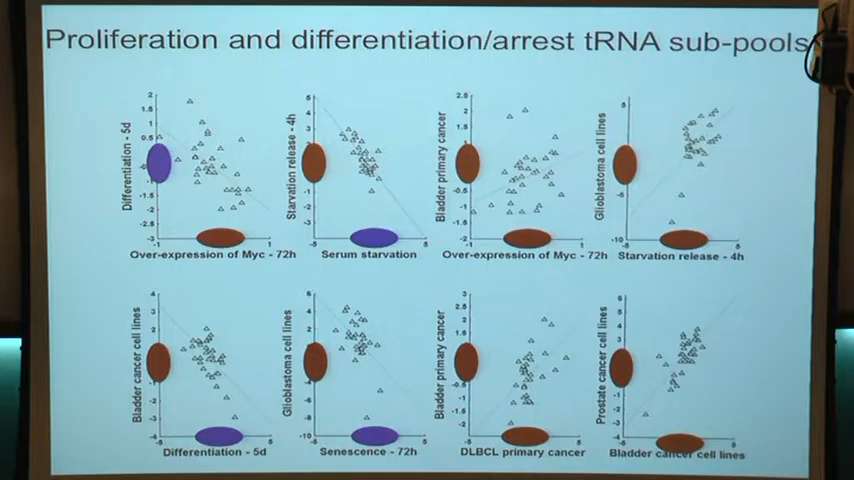 Proliferation and differentiation/arrest tRNA sub-pools
Differentiation - 5d
Over-expression of Myc - 72h
Starvation release - 4h
Serum starvation
Bladder primary cancer
Over-expression of Myc - 72h
Glioblastoma cell lines
Starvation release - 4h
Bladder cancer cell lines
Differentiation - 5d
Glioblastoma cell lines
Senescence - 72h
Bladder primary cancer
DLBCL primary cancer
Prostate cancer cell lines
Bladder cancer cell lines